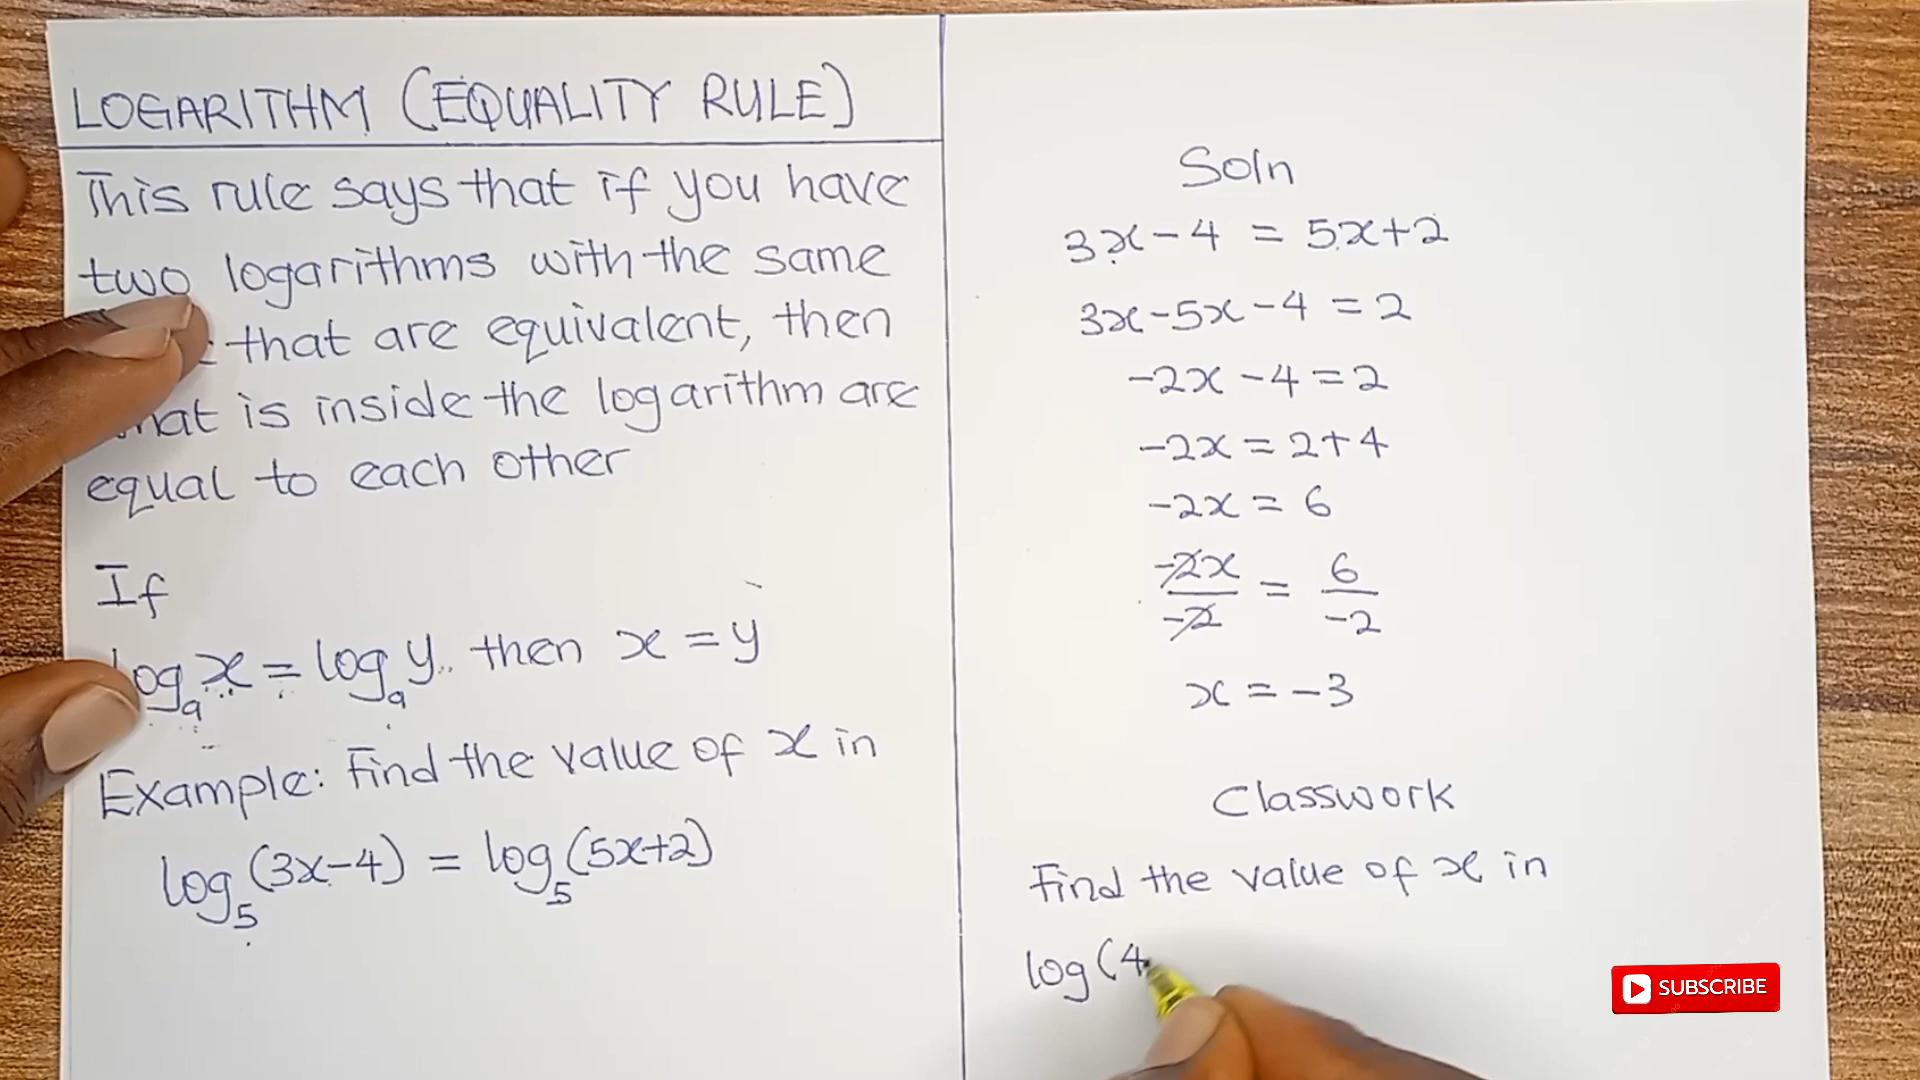 LOGARITHM (EQUALITY RULE)
This rule says that if you have
two logarithms with the same
that are equivalent, then
is inside the logarithm are
equal to each other
If
logₐx = logₐy, then x = y
Example: Find the value of x in
log₅(3x-4) = log₅(5x+2)
Soln
3x-4 = 5x+2
3x-5x-4 = 2
-2x-4 = 2
-2x = 2+4
-2x = 6
-2x/-2 = 6/-2
x = -3
Classwork
Find the value of x in
log(4
SUBSCRIBE